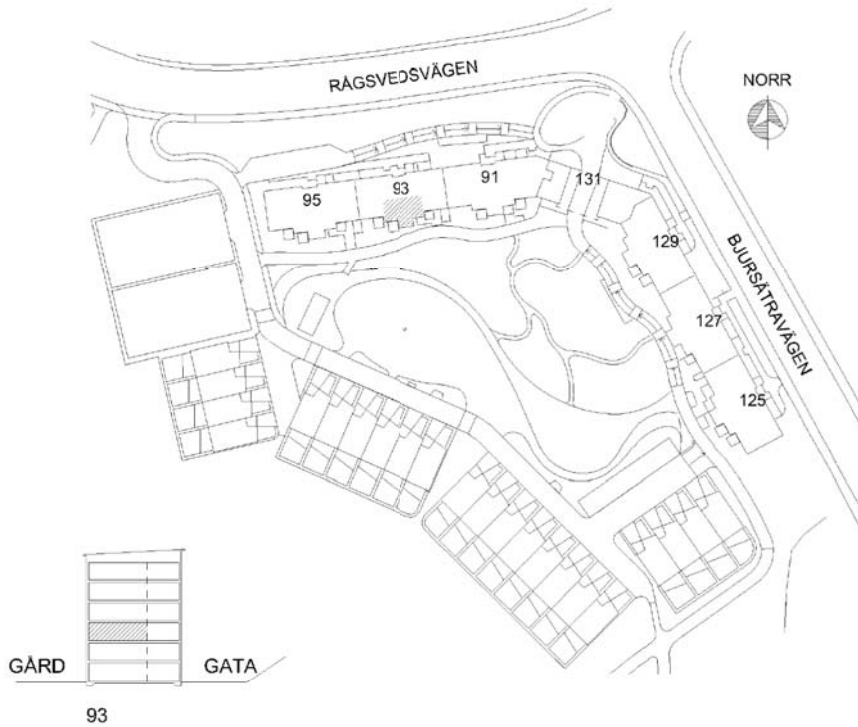 RÅGSVEDSVÄGEN
NORR
95
93
91
131
129
BJURSÄTRAVÄGEN
127
125
GÅRD
GATA
93